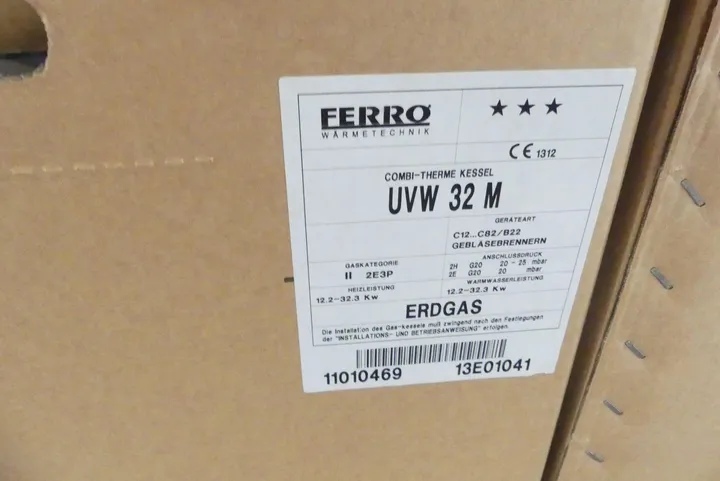 FERRO
WÄRMETECHNIK
★★★
CE 1312
COMBI-THERME KESSEL
UVW 32 M
GERÄTEART
C12...C82/B22
GEBLÄSEBRENNERN
GASKATEGORIE
II 2E3P
ANSCHLUSSDRUCK
2H G20 20 - 25 mbar
2E G20 20 mbar
HEIZLEISTUNG
12.2-32.3 Kw
WARMWASSERLEISTUNG
12.2-32.3 Kw
ERDGAS
Die Installation des Gas-kessels muß zwingend nach den Festlegungen
der "INSTALLATIONS- UND BETRIEBSANWEISUNG" erfolgen.
11010469 13E01041